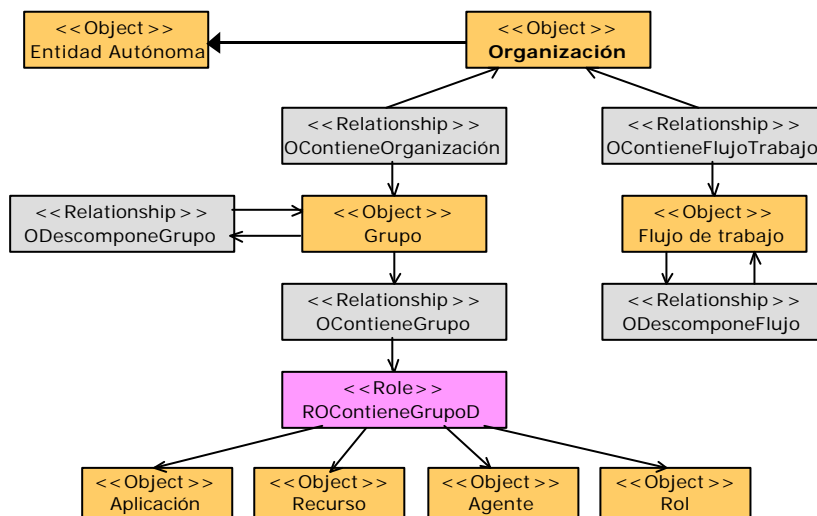 <<Object>>
Entidad Autónoma
<<Object>>
Organización
<<Relationship>>
OContieneOrganización
<<Relationship>>
OContieneFlujoTrabajo
<<Relationship>>
ODescomponeGrupo
<<Object>>
Grupo
<<Object>>
Flujo de trabajo
<<Relationship>>
OContieneGrupo
<<Relationship>>
ODescomponeFlujo
<<Role>>
ROContieneGrupoD
<<Object>>
Aplicación
<<Object>>
Recurso
<<Object>>
Agente
<<Object>>
Rol